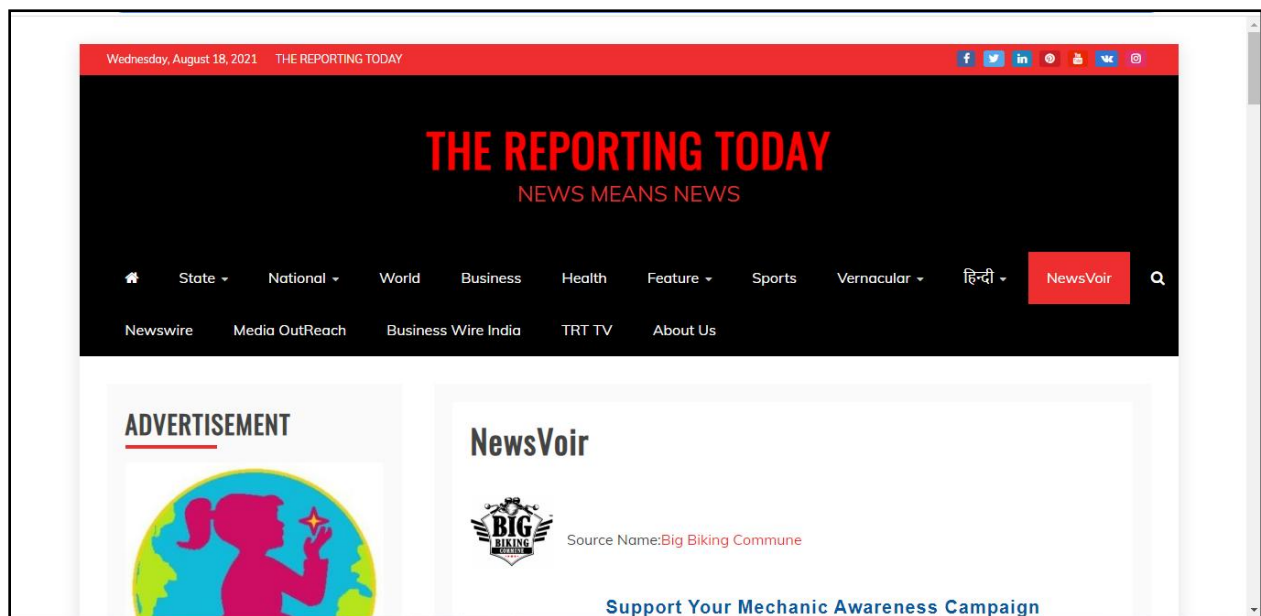 Wednesday, August 18, 2021 THE REPORTING TODAY
THE REPORTING TODAY
NEWS MEANS NEWS
State National World Business Health Feature Sports Vernacular हिन्दी NewsVoir
Newswire Media OutReach Business Wire India TRT TV About Us
ADVERTISEMENT
NewsVoir
BIG
BIKING
COMMUNE
Source Name:Big Biking Commune
Support Your Mechanic Awareness Campaign